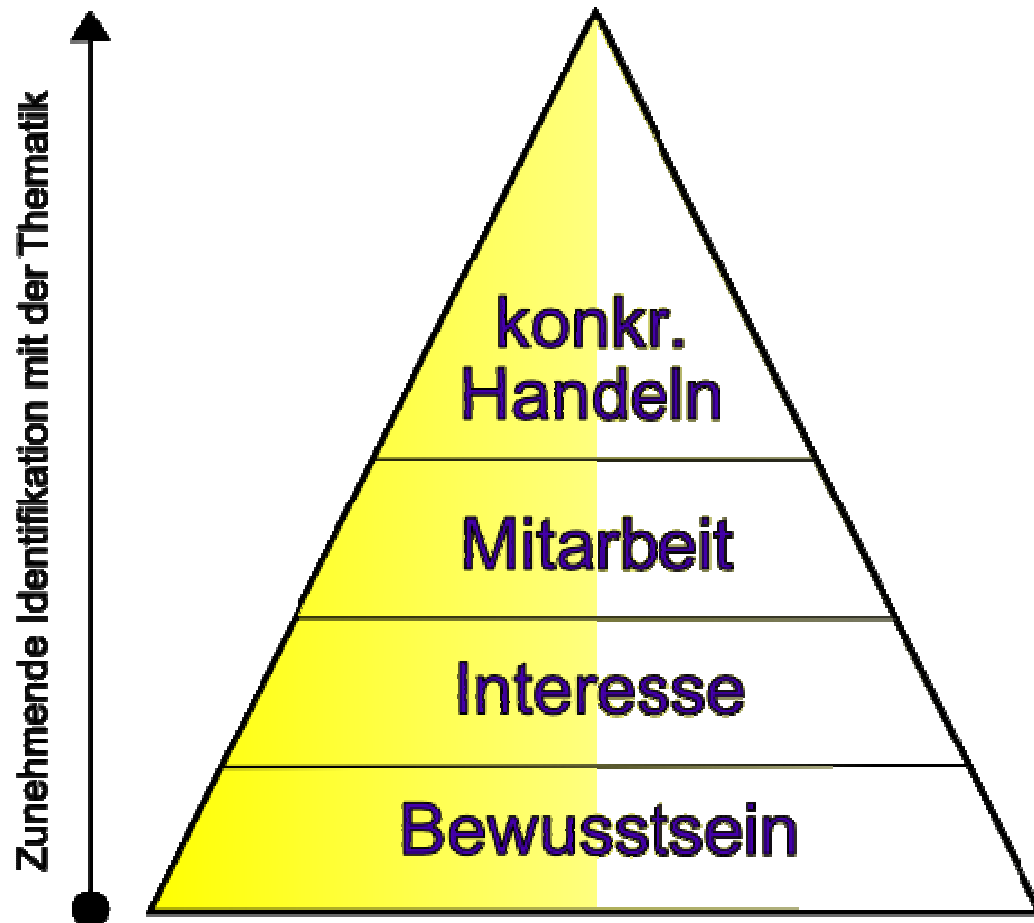 Zunehmende Identifikation mit der Thematik
konkr.
Handeln
Mitarbeit
Interesse
Bewusstsein